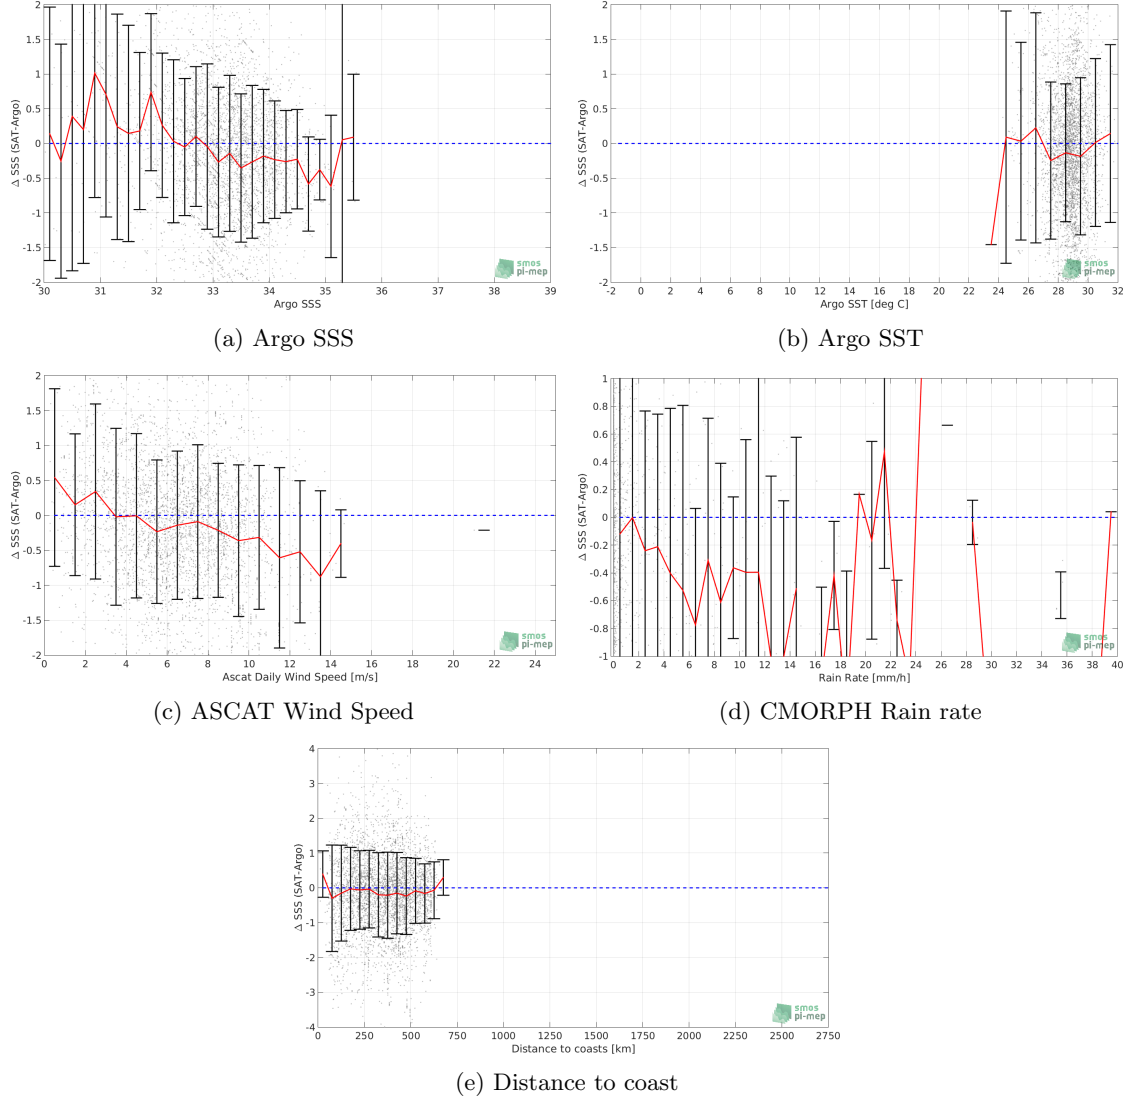 2
1.5
1
0.5
0
-0.5
-1
-1.5
-2
Δ SSS (SAT-Argo)
30 31 32 33 34 35 36 37 38 39
Argo SSS
smos
pi-mep
(a) Argo SSS
2
1.5
1
0.5
0
-0.5
-1
-1.5
-2
Δ SSS (SAT-Argo)
-2 0 2 4 6 8 10 12 14 16 18 20 22 24 26 28 30 32
Argo SST [deg C]
smos
pi-mep
(b) Argo SST
2
1.5
1
0.5
0
-0.5
-1
-1.5
-2
Δ SSS (SAT-Argo)
0 2 4 6 8 10 12 14 16 18 20 22 24
Ascat Daily Wind Speed [m/s]
smos
pi-mep
(c) ASCAT Wind Speed
1
0.8
0.6
0.4
0.2
0
-0.2
-0.4
-0.6
-0.8
-1
Δ SSS (SAT-Argo)
0 2 4 6 8 10 12 14 16 18 20 22 24 26 28 30 32 34 36 38 40
Rain Rate [mm/h]
smos
pi-mep
(d) CMORPH Rain rate
4
3
2
1
0
-1
-2
-3
-4
Δ SSS (SAT-Argo)
0 250 500 750 1000 1250 1500 1750 2000 2250 2500 2750
Distance to coasts [km]
smos
pi-mep
(e) Distance to coast